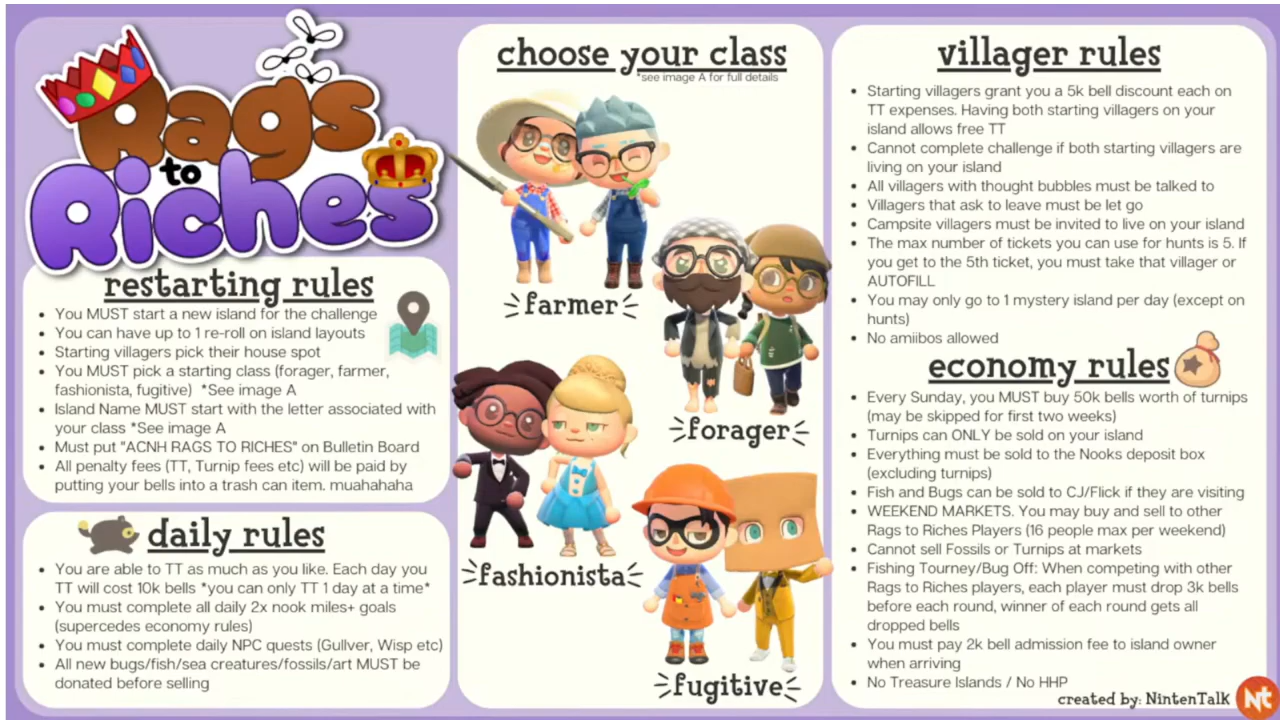 Rags
to
Riches
restarting rules
• You MUST start a new island for the challenge
• You can have up to 1 re-roll on island layouts
• Starting villagers pick their house spot
• You MUST pick a starting class (forager, farmer,
fashionista, fugitive) *See image A
• Island Name MUST start with the letter associated with
your class *See image A
• Must put "ACNH RAGS TO RICHES" on Bulletin Board
• All penalty fees (TT, Turnip fees etc) will be paid by
putting your bells into a trash can item. muahahaha
daily rules
• You are able to TT as much as you like. Each day you
TT will cost 10k bells *you can only TT 1 day at a time*
• You must complete all daily 2x nook miles+ goals
(supercedes economy rules)
• You must complete daily NPC quests (Gullver, Wisp etc)
• All new bugs/fish/sea creatures/fossils/art MUST be
donated before selling
choose your class
*see image A for full details
farmer
forager
fashionista
fugitive
villager rules
• Starting villagers grant you a 5k bell discount each on
TT expenses. Having both starting villagers on your
island allows free TT
• Cannot complete challenge if both starting villagers are
living on your island
• All villagers with thought bubbles must be talked to
• Villagers that ask to leave must be let go
• Campsite villagers must be invited to live on your island
• The max number of tickets you can use for hunts is 5. If
you get to the 5th ticket, you must take that villager or
AUTOFILL
• You may only go to 1 mystery island per day (except on
hunts)
• No amiibos allowed
economy rules
• Every Sunday, you MUST buy 50k bells worth of turnips
(may be skipped for first two weeks)
• Turnips can ONLY be sold on your island
• Everything must be sold to the Nooks deposit box
(excluding turnips)
• Fish and Bugs can be sold to CJ/Flick if they are visiting
• WEEKEND MARKETS. You may buy and sell to other
Rags to Riches Players (16 people max per weekend)
• Cannot sell Fossils or Turnips at markets
• Fishing Tourney/Bug Off: When competing with other
Rags to Riches players, each player must drop 3k bells
before each round, winner of each round gets all
dropped bells
• You must pay 2k bell admission fee to island owner
when arriving
• No Treasure Islands / No HHP
created by: NintenTalk
Nt